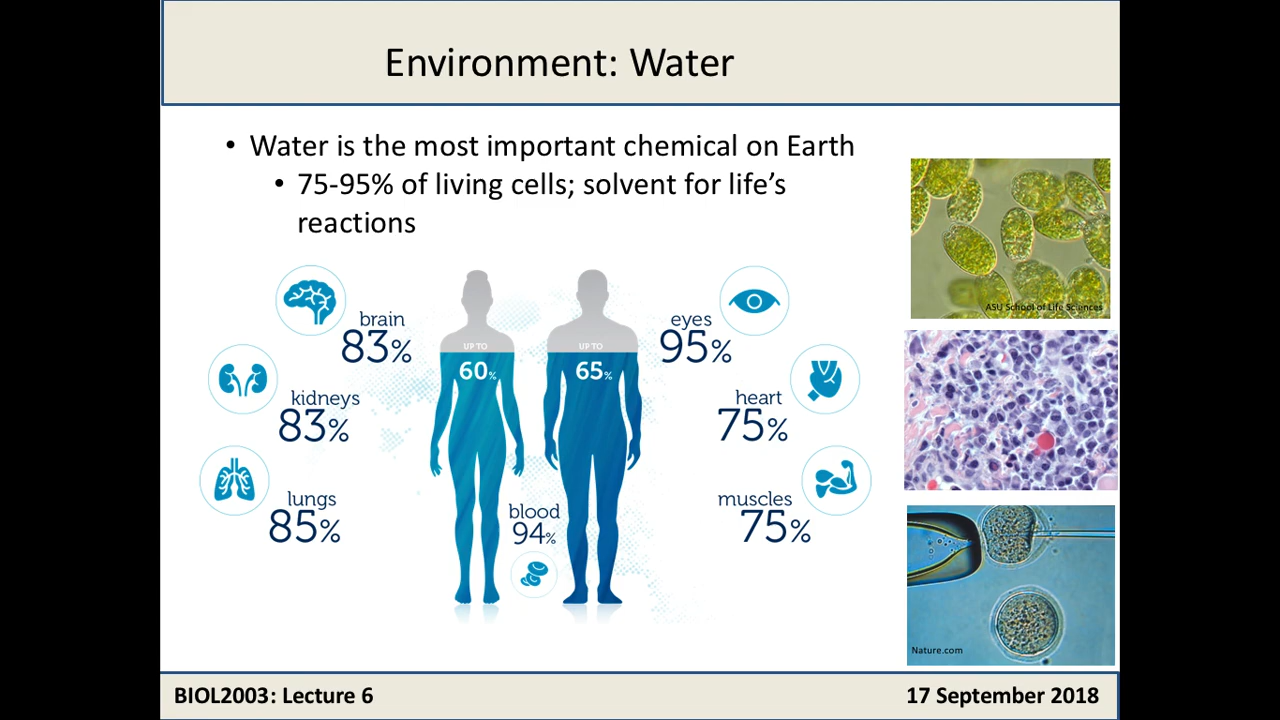 Environment: Water
• Water is the most important chemical on Earth
• 75-95% of living cells; solvent for life’s
reactions
ASU School of Life Sciences
brain
83%
kidneys
83%
lungs
85%
UP TO
60%
UP TO
65%
blood
94%
eyes
95%
heart
75%
muscles
75%
Nature.com
BIOL2003: Lecture 6
17 September 2018